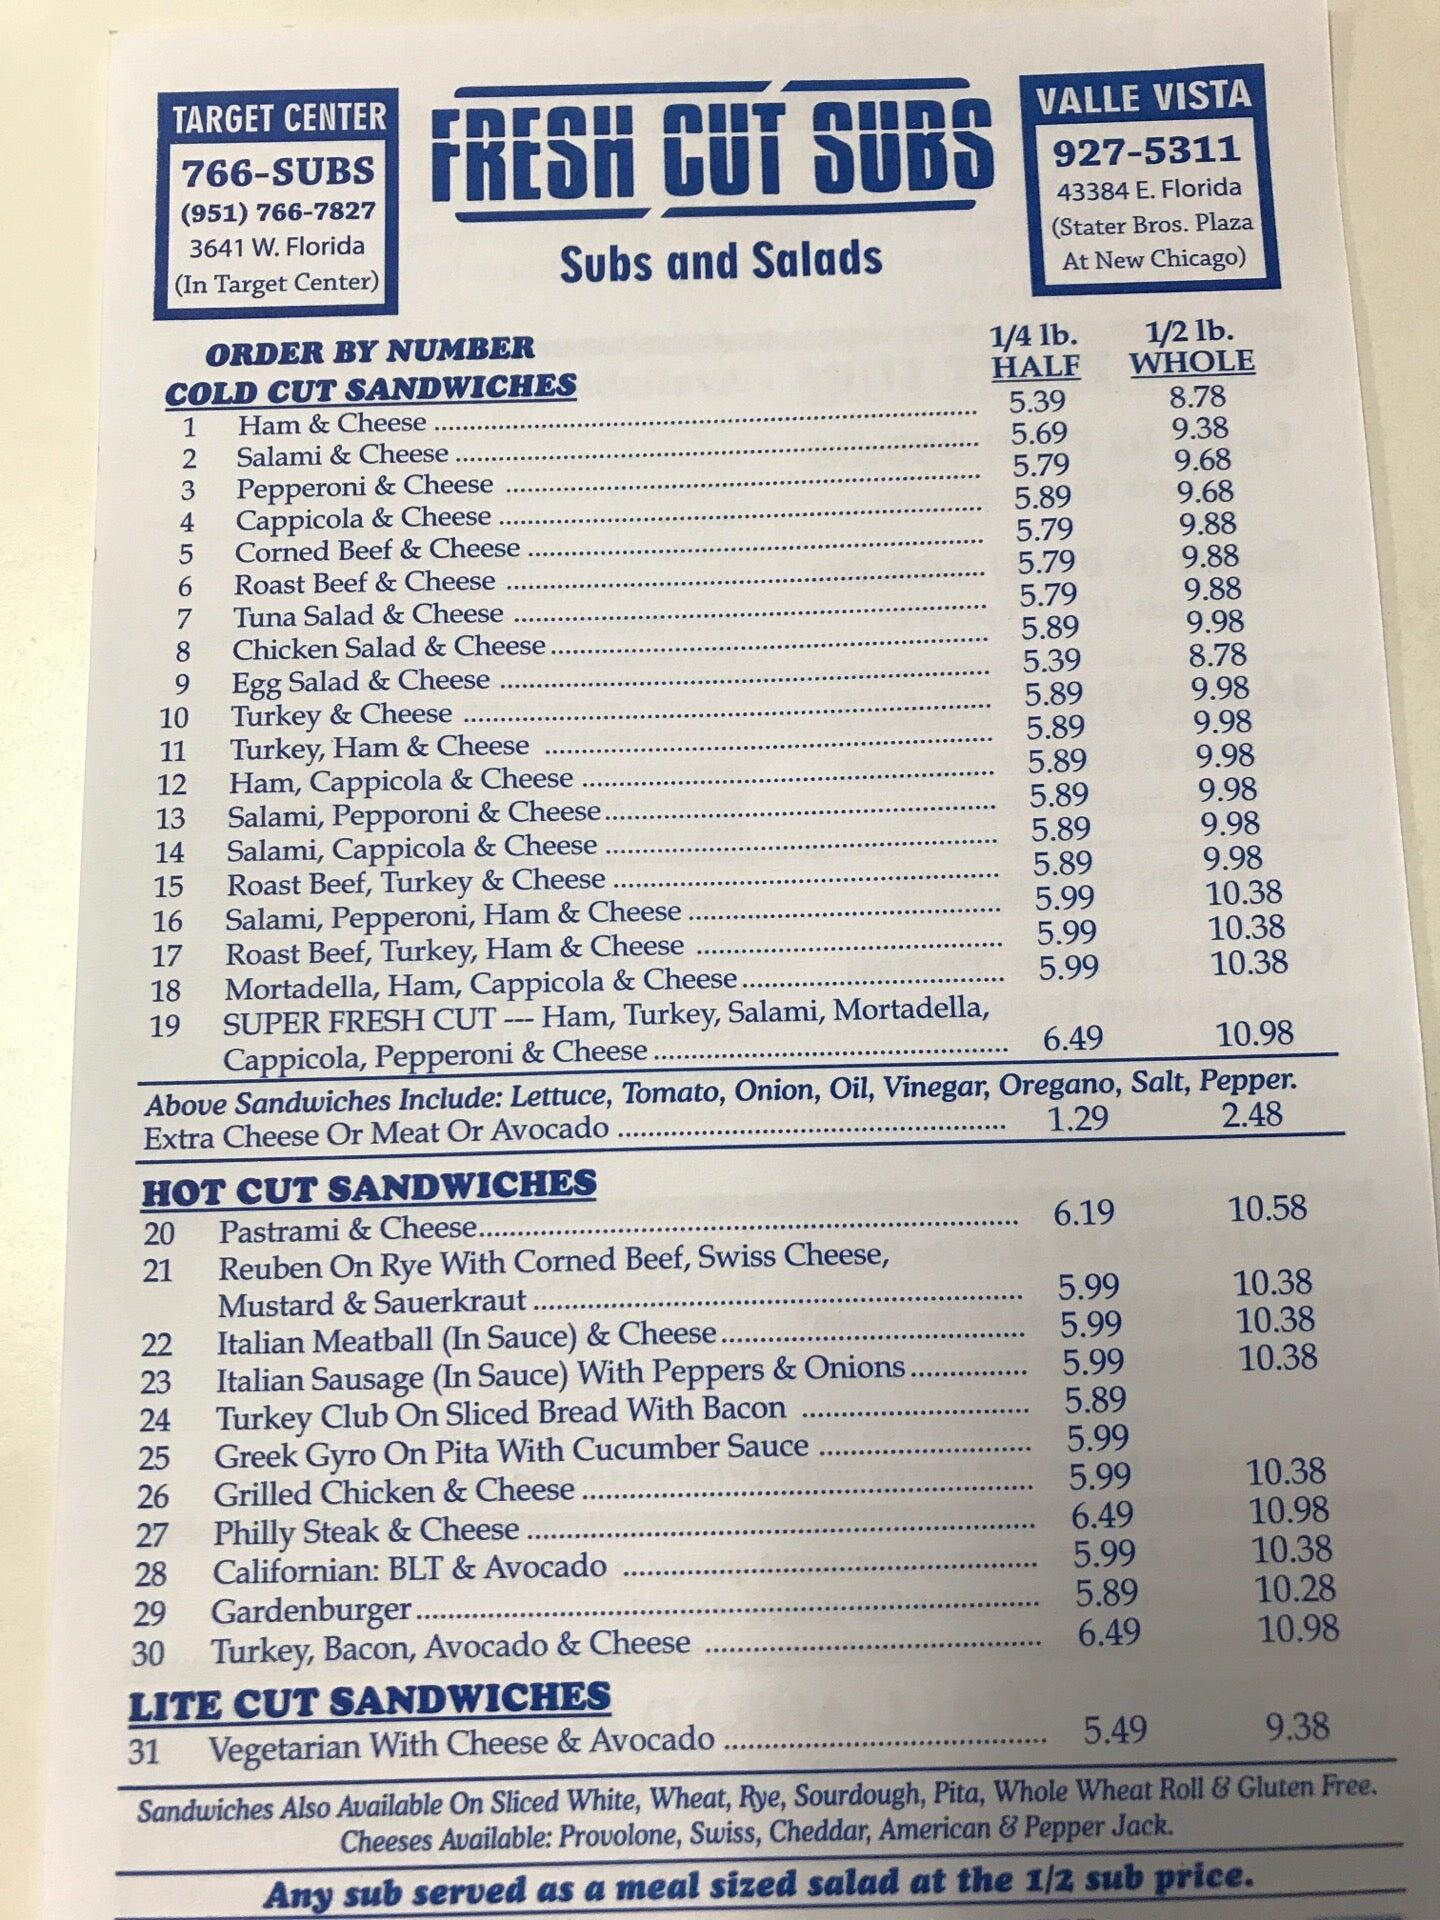 TARGET CENTER
766-SUBS
(951) 766-7827
3641 W. Florida
(In Target Center)
FRESH CUT SUBS
Subs and Salads
VALLE VISTA
927-5311
43384 E. Florida
(Stater Bros. Plaza
At New Chicago)
ORDER BY NUMBER 1/4 lb. 1/2 lb.
COLD CUT SANDWICHES HALF WHOLE
1 Ham & Cheese 5.39 8.78
2 Salami & Cheese 5.69 9.38
3 Pepperoni & Cheese 5.79 9.68
4 Cappicola & Cheese 5.89 9.68
5 Corned Beef & Cheese 5.79 9.88
6 Roast Beef & Cheese 5.79 9.88
7 Tuna Salad & Cheese 5.79 9.88
8 Chicken Salad & Cheese 5.89 9.98
9 Egg Salad & Cheese 5.39 8.78
10 Turkey & Cheese 5.89 9.98
11 Turkey, Ham & Cheese 5.89 9.98
12 Ham, Cappicola & Cheese 5.89 9.98
13 Salami, Pepporoni & Cheese 5.89 9.98
14 Salami, Cappicola & Cheese 5.89 9.98
15 Roast Beef, Turkey & Cheese 5.89 9.98
16 Salami, Pepperoni, Ham & Cheese 5.99 10.38
17 Roast Beef, Turkey, Ham & Cheese 5.99 10.38
18 Mortadella, Ham, Cappicola & Cheese 5.99 10.38
19 SUPER FRESH CUT --- Ham, Turkey, Salami, Mortadella,
Cappicola, Pepperoni & Cheese 6.49 10.98
Above Sandwiches Include: Lettuce, Tomato, Onion, Oil, Vinegar, Oregano, Salt, Pepper.
Extra Cheese Or Meat Or Avocado 1.29 2.48
HOT CUT SANDWICHES
20 Pastrami & Cheese 6.19 10.58
21 Reuben On Rye With Corned Beef, Swiss Cheese,
Mustard & Sauerkraut 5.99 10.38
22 Italian Meatball (In Sauce) & Cheese 5.99 10.38
23 Italian Sausage (In Sauce) With Peppers & Onions 5.99 10.38
24 Turkey Club On Sliced Bread With Bacon 5.89
25 Greek Gyro On Pita With Cucumber Sauce 5.99
26 Grilled Chicken & Cheese 5.99 10.38
27 Philly Steak & Cheese 6.49 10.98
28 Californian: BLT & Avocado 5.99 10.38
29 Gardenburger 5.89 10.28
30 Turkey, Bacon, Avocado & Cheese 6.49 10.98
LITE CUT SANDWICHES
31 Vegetarian With Cheese & Avocado 5.49 9.38
Sandwiches Also Available On Sliced White, Wheat, Rye, Sourdough, Pita, Whole Wheat Roll & Gluten Free.
Cheeses Available: Provolone, Swiss, Cheddar, American & Pepper Jack.
Any sub served as a meal sized salad at the 1/2 sub price.